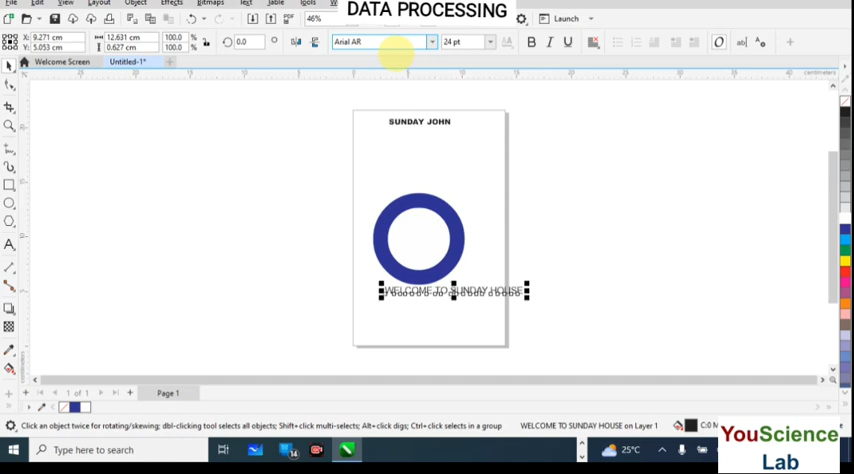 DATA PROCESSING
File Edit View Layout Object Effects Bitmaps Text Table Tools
46%
Launch
X: 9.271 cm
Y: 5.053 cm
12.631 cm
0.627 cm
100.0 %
100.0 %
0.0 °
Arial AR
24 pt
Welcome Screen
Untitled-1*
centimeters
SUNDAY JOHN
WELCOME TO SUNDAY HOUSE
1 of 1
Page 1
Click an object twice for rotating/skewing; dbl-clicking tool selects all objects; Shift+click multi-selects; Alt+click digs; Ctrl+click selects in a group
WELCOME TO SUNDAY HOUSE on Layer 1
C:0 M
Type here to search
14
25°C
YouScience
Lab